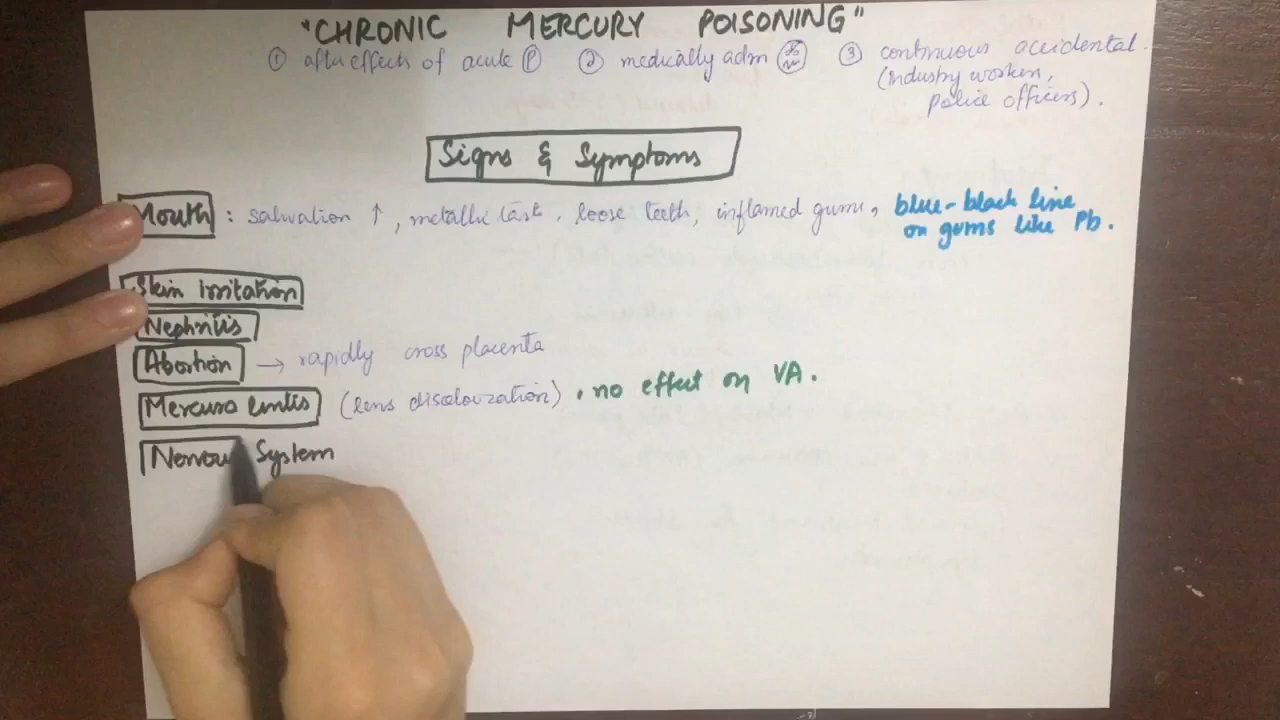 "CHRONIC MERCURY POISONING"
① after effects of acute Ⓟ ② medically adm ③ continuous accidental.
(industry workers,
police officers).
Signs & Symptoms
Mouth : salivation ↑, metallic taste, loose teeth, inflamed gums, blue-black line
on gums like Pb.
Skin irritation
Nephritis
Abortion → rapidly cross placenta
Mercuro lentis (lens discolouration), no effect on VA.
Nervous System